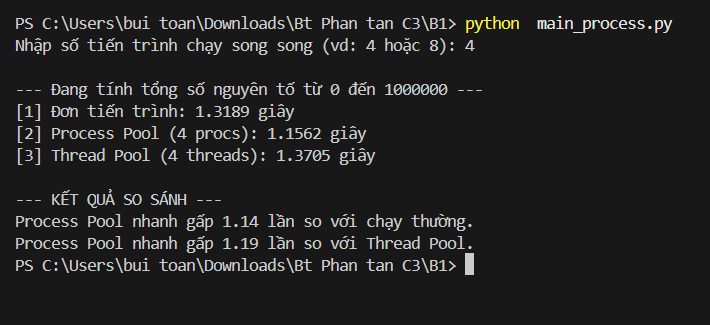 PS C:\Users\bui toan\Downloads\Bt Phan tan C3\B1> python  main_process.py
Nhập số tiến trình chạy song song (vd: 4 hoặc 8): 4
--- Đang tính tổng số nguyên tố từ 0 đến 1000000 ---
[1] Đơn tiến trình: 1.3189 giây
[2] Process Pool (4 procs): 1.1562 giây
[3] Thread Pool (4 threads): 1.3705 giây
--- KẾT QUẢ SO SÁNH ---
Process Pool nhanh gấp 1.14 lần so với chạy thường.
Process Pool nhanh gấp 1.19 lần so với Thread Pool.
PS C:\Users\bui toan\Downloads\Bt Phan tan C3\B1>